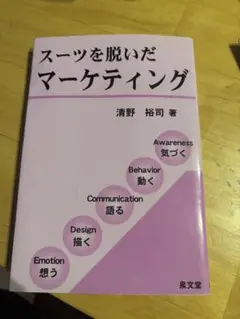 スーツを脱いだ
マーケティング
清野 裕司 著
Awareness
気づく
Behavior
動く
Communication
語る
Design
描く
Emotion
想う
泉文堂